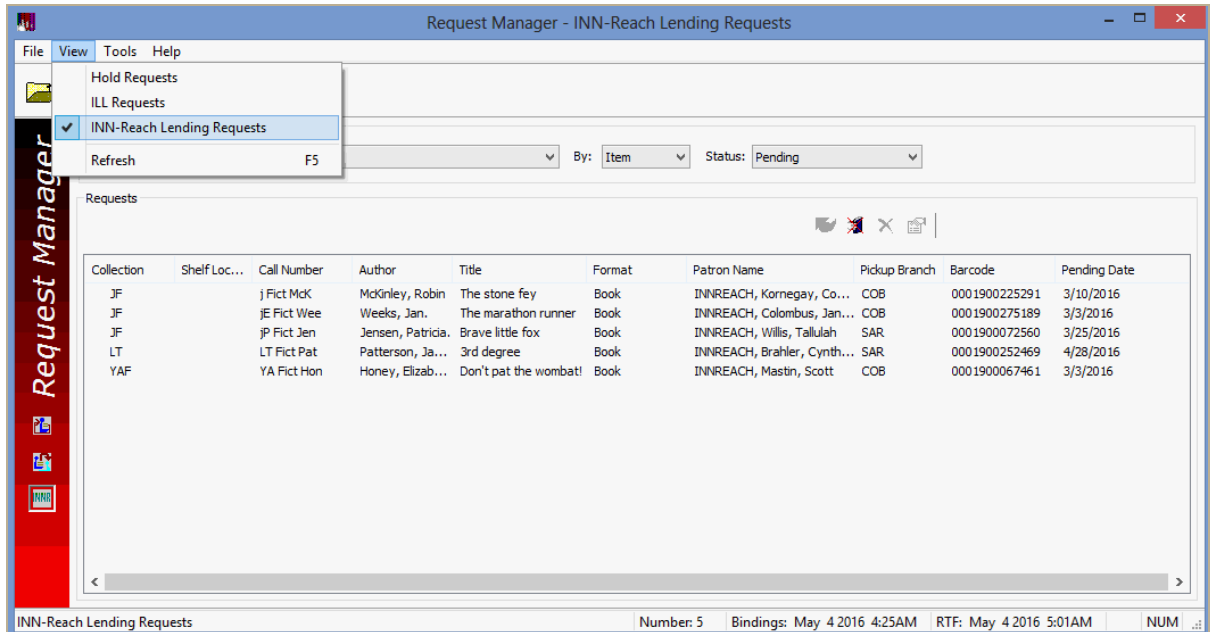 Request Manager - INN-Reach Lending Requests
File View Tools Help
Hold Requests
ILL Requests
INN-Reach Lending Requests
Refresh F5
By: Item Status: Pending
Request Manager
Requests
Collection Shelf Loc... Call Number Author Title Format Patron Name Pickup Branch Barcode Pending Date
JF j Fict McK McKinley, Robin The stone fey Book INNREACH, Kornegay, Co... COB 0001900225291 3/10/2016
JF jE Fict Wee Weeks, Jan. The marathon runner Book INNREACH, Colombus, Jan... COB 0001900275189 3/3/2016
JF jP Fict Jen Jensen, Patricia. Brave little fox Book INNREACH, Willis, Tallulah SAR 0001900072560 3/25/2016
LT LT Fict Pat Patterson, Ja... 3rd degree Book INNREACH, Brahler, Cynth... SAR 0001900252469 4/28/2016
YAF YA Fict Hon Honey, Elizab... Don't pat the wombat! Book INNREACH, Mastin, Scott COB 0001900067461 3/3/2016
INNR
INN-Reach Lending Requests Number: 5 Bindings: May 4 2016 4:25AM RTF: May 4 2016 5:01AM NUM